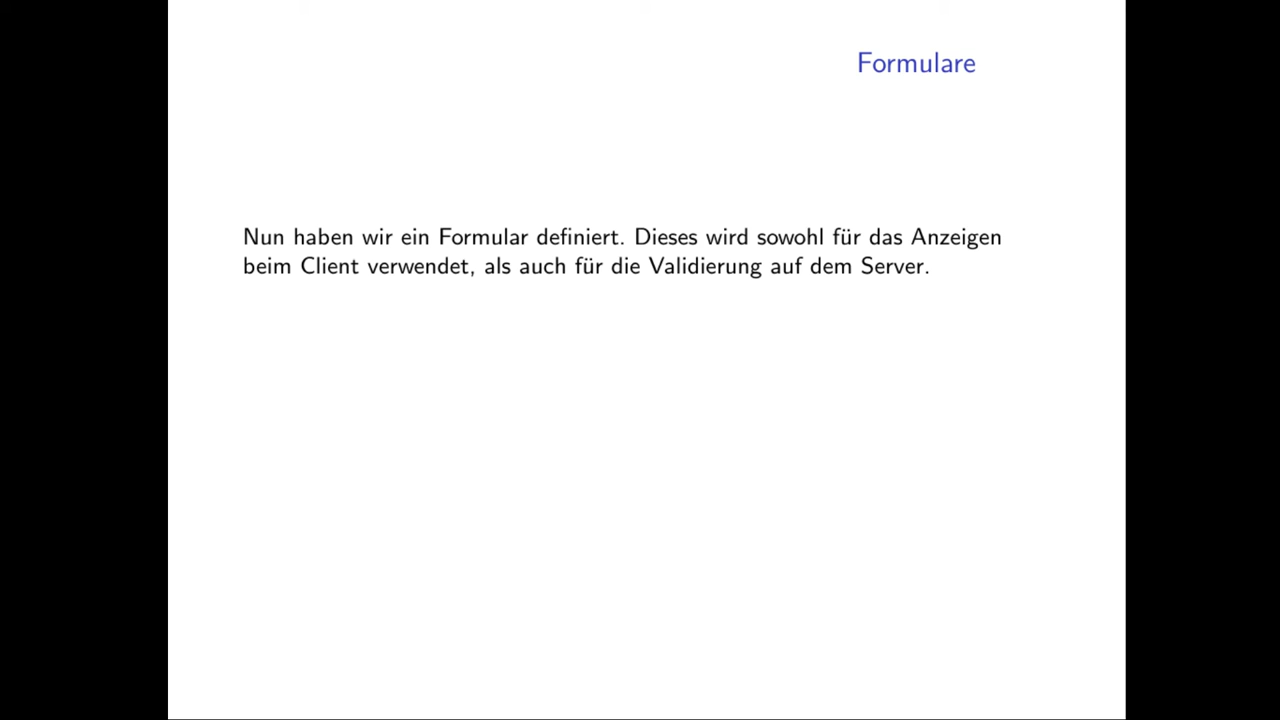 Formulare
Nun haben wir ein Formular definiert. Dieses wird sowohl für das Anzeigen
beim Client verwendet, als auch für die Validierung auf dem Server.